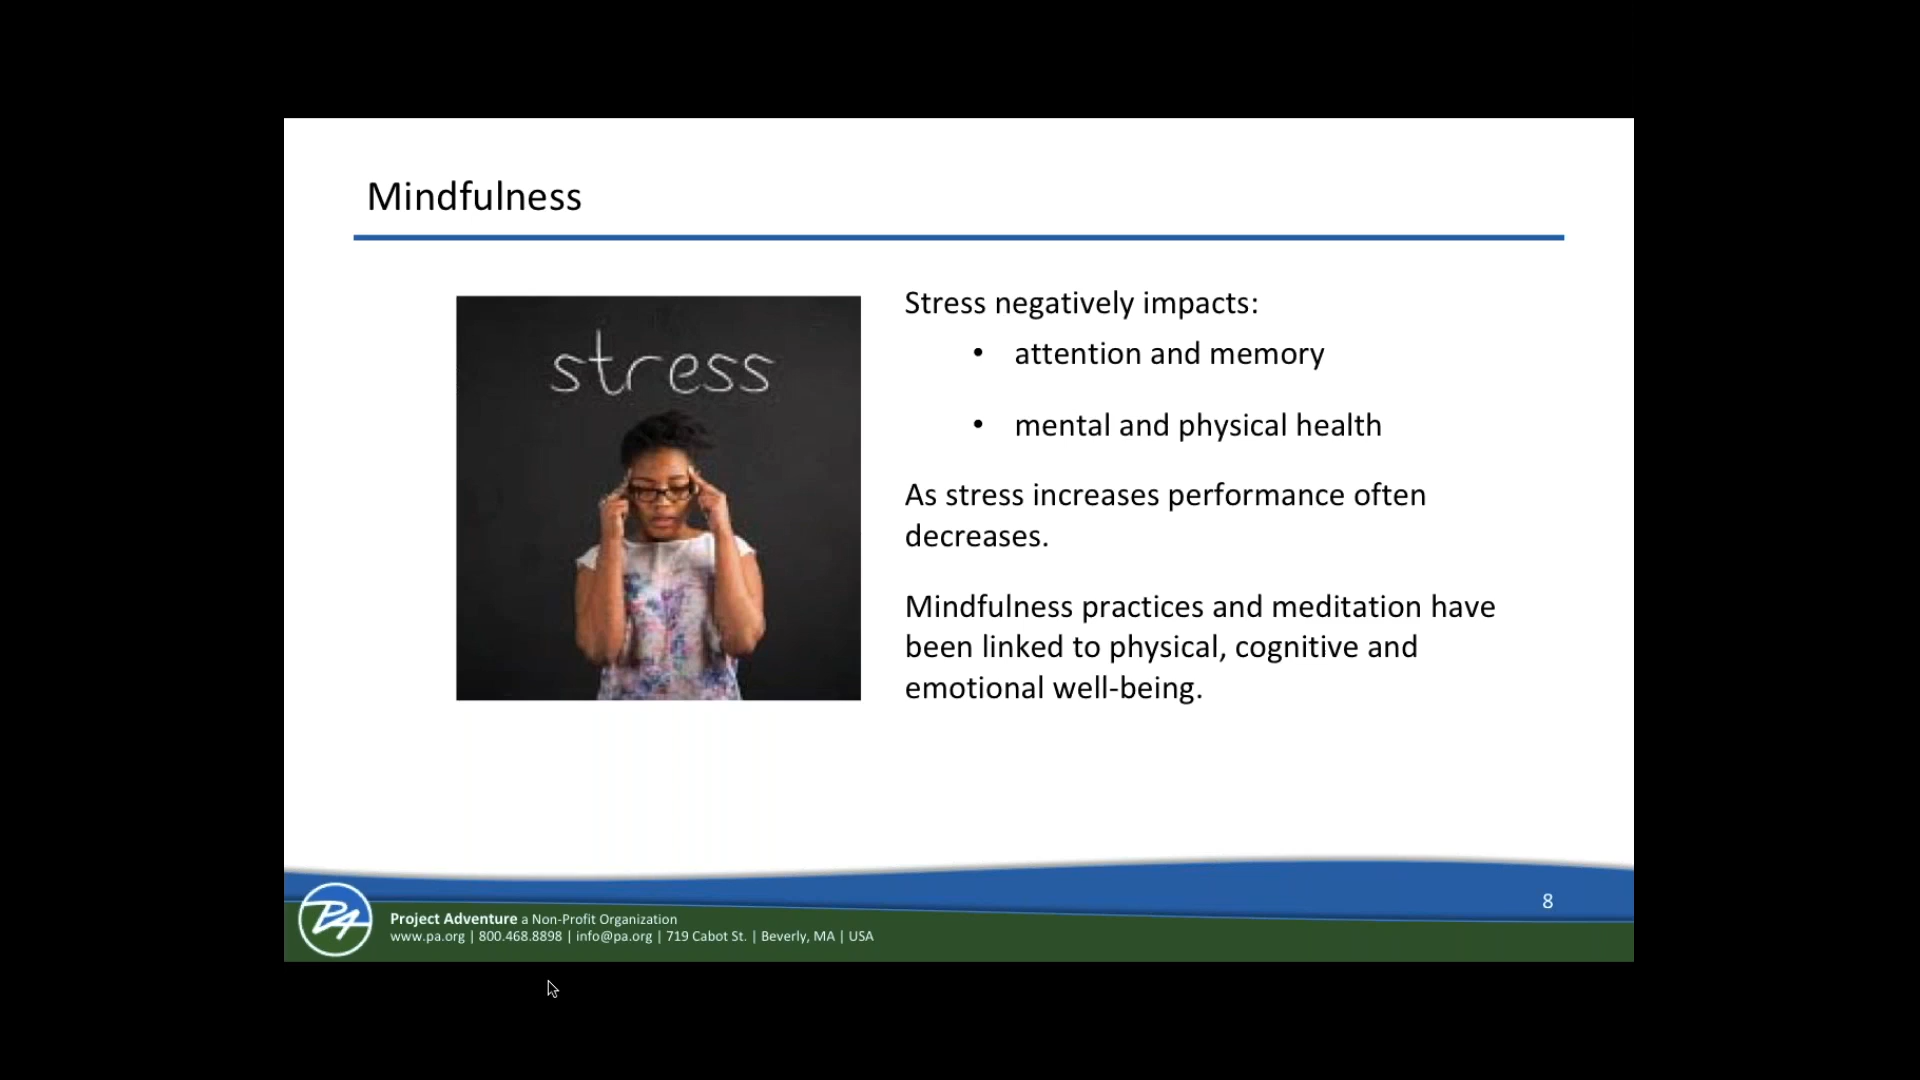 Mindfulness
stress
Stress negatively impacts:
• attention and memory
• mental and physical health
As stress increases performance often
decreases.
Mindfulness practices and meditation have
been linked to physical, cognitive and
emotional well-being.
8
PA
Project Adventure a Non-Profit Organization
www.pa.org | 800.468.8898 | info@pa.org | 719 Cabot St. | Beverly, MA | USA